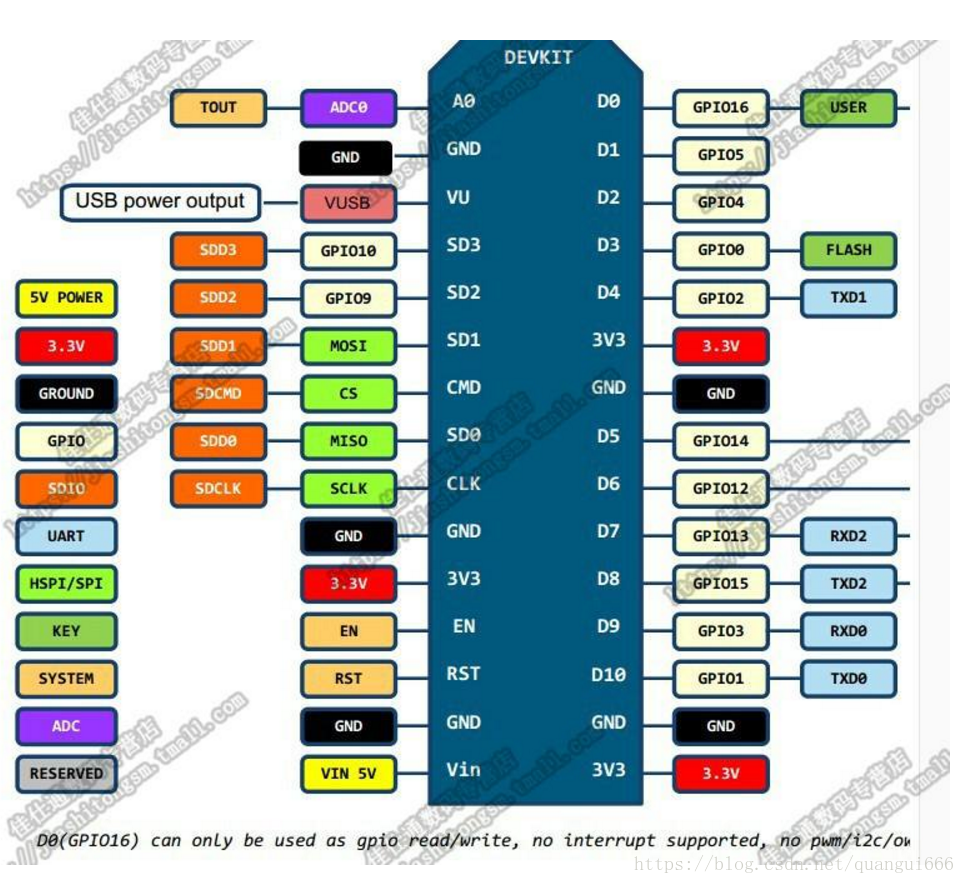 DEVKIT
TOUT ADC0 A0 D0 GPIO16 USER
GND GND D1 GPIO5
USB power output VUSB VU D2 GPIO4
SDD3 GPIO10 SD3 D3 GPIO0 FLASH
5V POWER SDD2 GPIO9 SD2 D4 GPIO2 TXD1
3.3V SDD1 MOSI SD1 3V3 3.3V
GROUND SDCMD CS CMD GND GND
GPIO SDD0 MISO SD0 D5 GPIO14
SDIO SDCLK SCLK CLK D6 GPIO12
UART GND GND D7 GPIO13 RXD2
HSPI/SPI 3.3V 3V3 D8 GPIO15 TXD2
KEY EN EN D9 GPIO3 RXD0
SYSTEM RST RST D10 GPIO1 TXD0
ADC GND GND GND GND
RESERVED VIN 5V Vin 3V3 3.3V
D0(GPIO16) can only be used as gpio read/write, no interrupt supported, no pwm/i2c/ow
佳仕通数码专营店
https://jiashitongsm.tmall.com
https://blog.csdn.net/quangui666